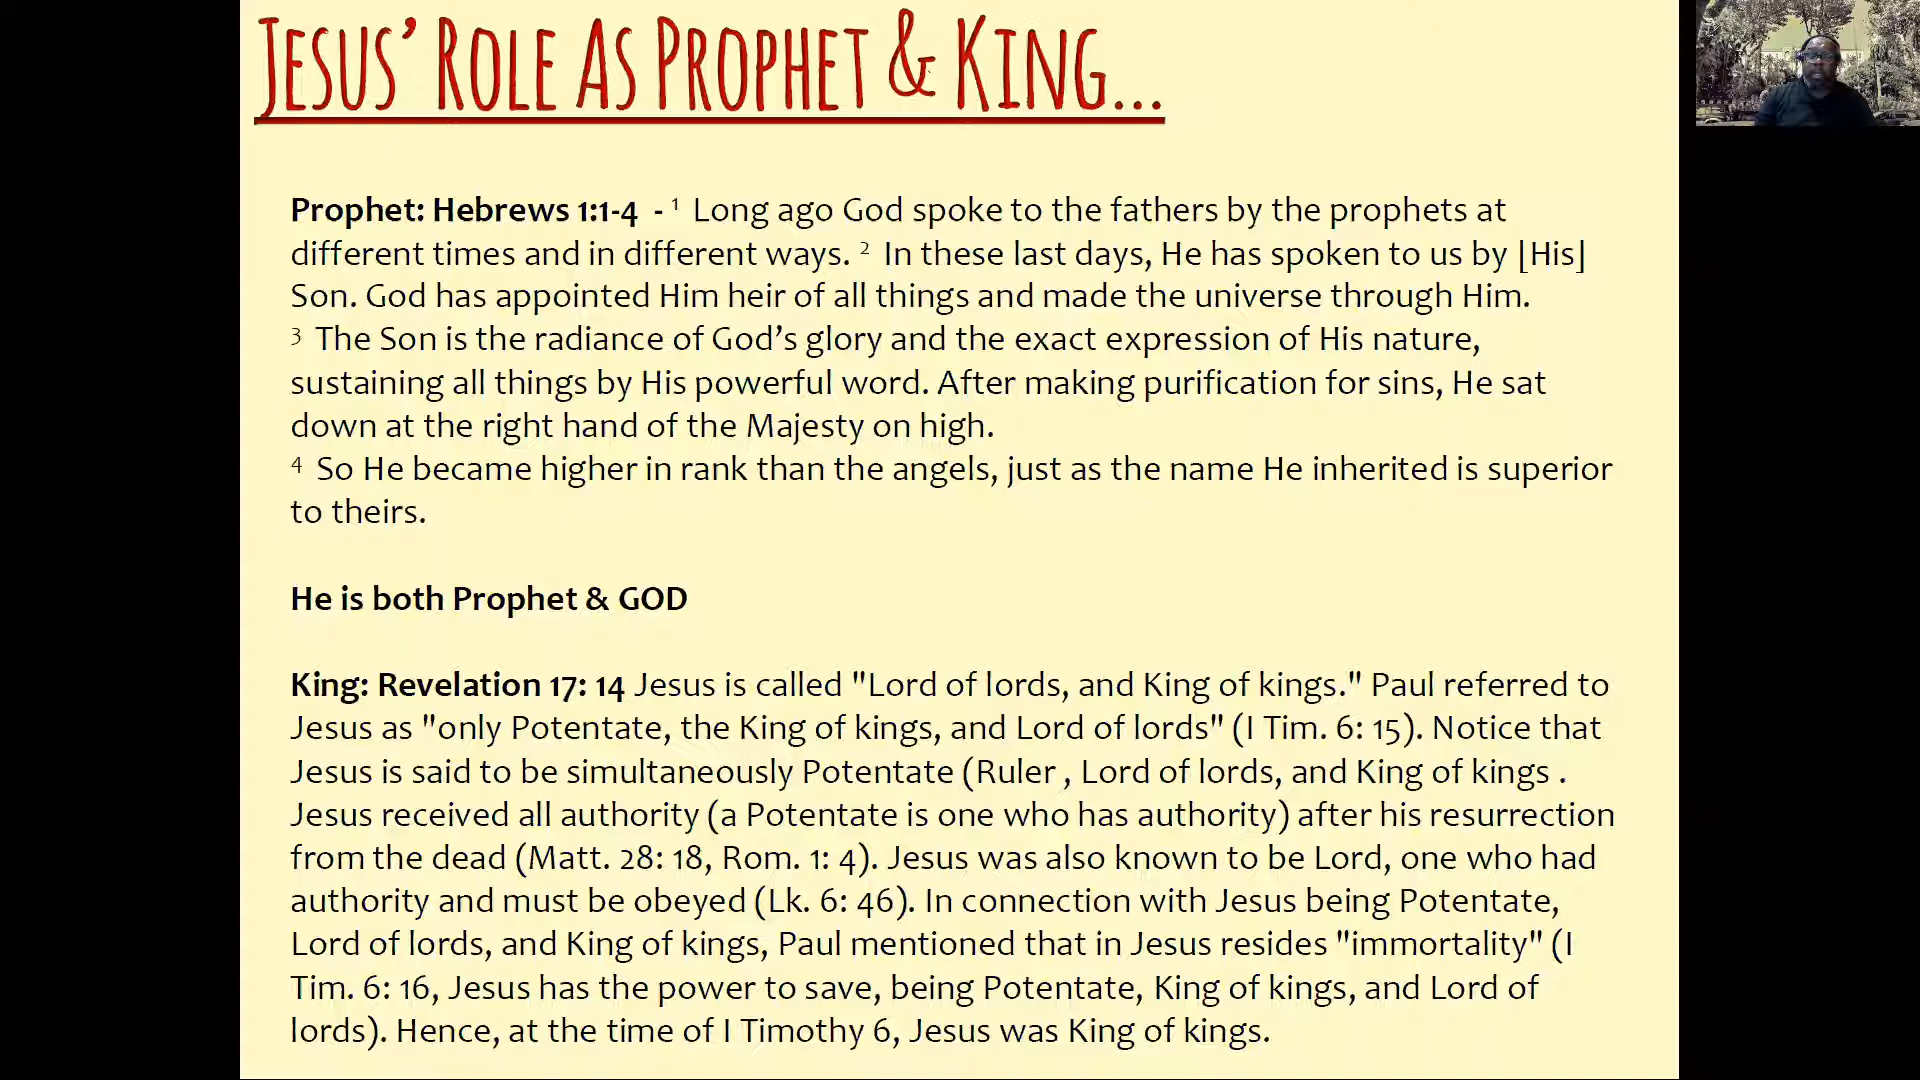 JESUS’ ROLE AS PROPHET & KING...
Prophet: Hebrews 1:1-4 - ¹ Long ago God spoke to the fathers by the prophets at
different times and in different ways. ² In these last days, He has spoken to us by ⌊His⌋
Son. God has appointed Him heir of all things and made the universe through Him.
³ The Son is the radiance of God’s glory and the exact expression of His nature,
sustaining all things by His powerful word. After making purification for sins, He sat
down at the right hand of the Majesty on high.
⁴ So He became higher in rank than the angels, just as the name He inherited is superior
to theirs.
He is both Prophet & GOD
King: Revelation 17: 14 Jesus is called "Lord of lords, and King of kings." Paul referred to
Jesus as "only Potentate, the King of kings, and Lord of lords" (I Tim. 6: 15). Notice that
Jesus is said to be simultaneously Potentate (Ruler , Lord of lords, and King of kings .
Jesus received all authority (a Potentate is one who has authority) after his resurrection
from the dead (Matt. 28: 18, Rom. 1: 4). Jesus was also known to be Lord, one who had
authority and must be obeyed (Lk. 6: 46). In connection with Jesus being Potentate,
Lord of lords, and King of kings, Paul mentioned that in Jesus resides "immortality" (I
Tim. 6: 16, Jesus has the power to save, being Potentate, King of kings, and Lord of
lords). Hence, at the time of I Timothy 6, Jesus was King of kings.